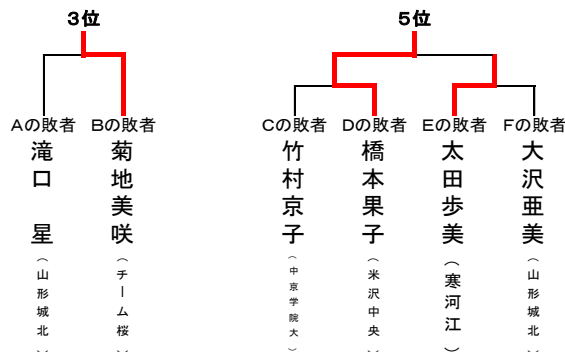 3位
5位
Aの敗者 Bの敗者 Cの敗者 Dの敗者 Eの敗者 Fの敗者
滝口 星
(山形城北)
菊地美咲
(チーム桜)
竹村京子
(中京学院大)
橋本果子
(米沢中央)
太田歩美
(寒河江)
大沢亜美
(山形城北)